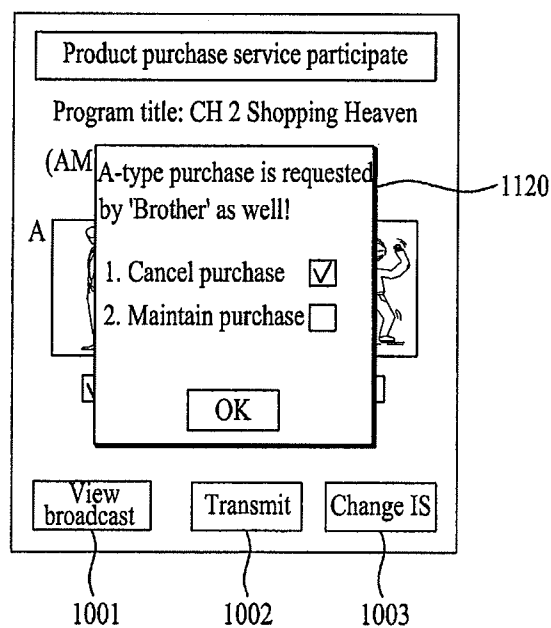 Product purchase service participate
Program title: CH 2 Shopping Heaven
(AM
A-type purchase is requested
by 'Brother' as well!
1120
A
1. Cancel purchase
2. Maintain purchase
OK
View
broadcast
Transmit
Change IS
1001
1002
1003